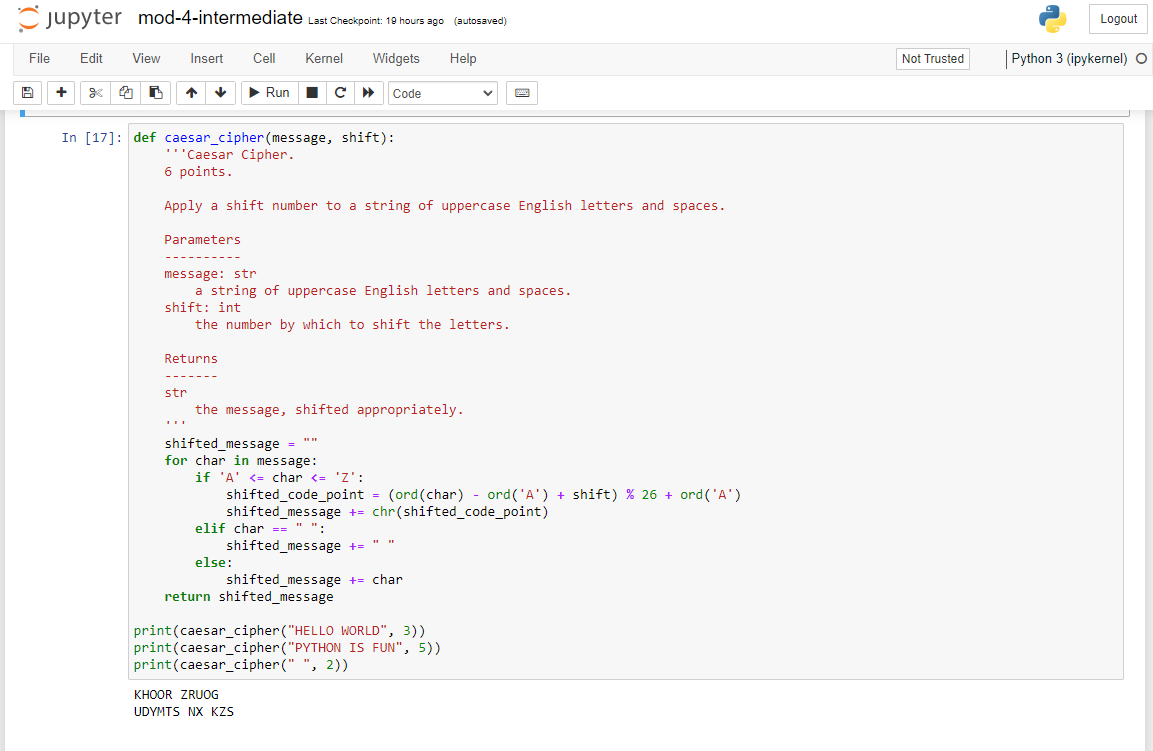 jupyter mod-4-intermediate Last Checkpoint: 19 hours ago (autosaved) Logout
File Edit View Insert Cell Kernel Widgets Help Not Trusted Python 3 (ipykernel)
Run Code
In [17]: def caesar_cipher(message, shift):
    '''Caesar Cipher.
    6 points.

    Apply a shift number to a string of uppercase English letters and spaces.

    Parameters
    ----------
    message: str
        a string of uppercase English letters and spaces.
    shift: int
        the number by which to shift the letters.

    Returns
    -------
    str
        the message, shifted appropriately.
    '''
    shifted_message = ""
    for char in message:
        if 'A' <= char <= 'Z':
            shifted_code_point = (ord(char) - ord('A') + shift) % 26 + ord('A')
            shifted_message += chr(shifted_code_point)
        elif char == " ":
            shifted_message += " "
        else:
            shifted_message += char
    return shifted_message

print(caesar_cipher("HELLO WORLD", 3))
print(caesar_cipher("PYTHON IS FUN", 5))
print(caesar_cipher(" ", 2))
KHOOR ZRUOG
UDYMTS NX KZS